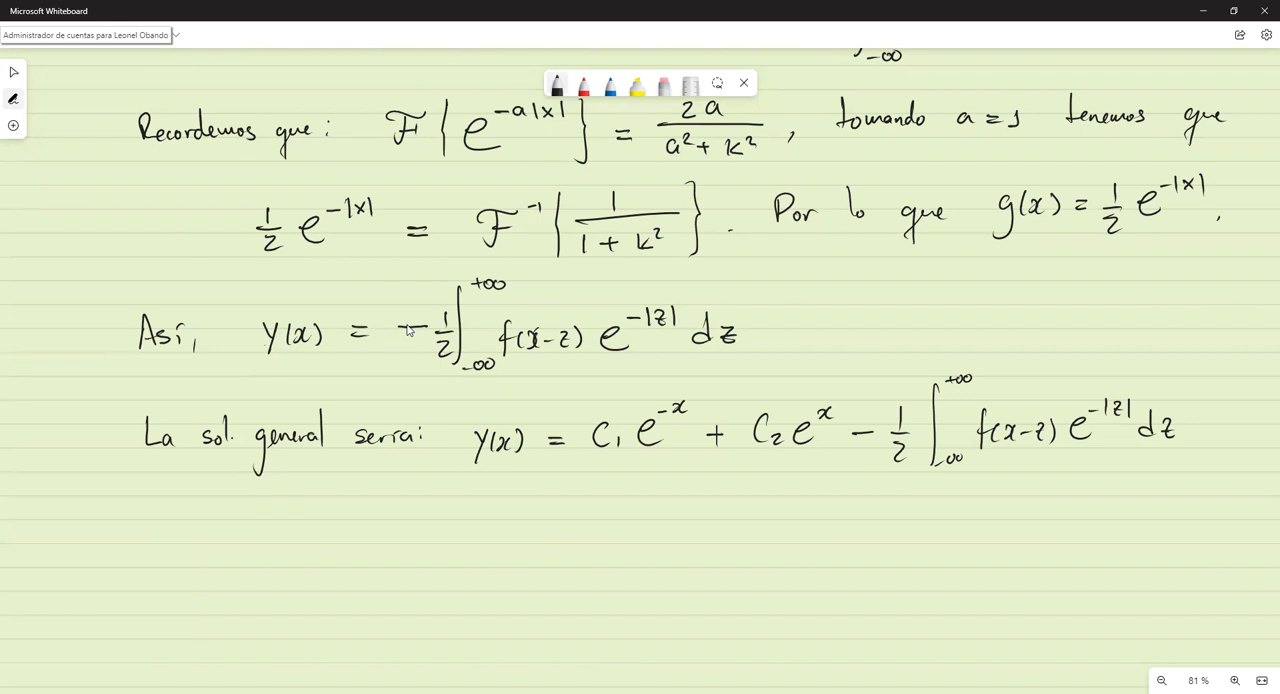 Microsoft Whiteboard
Administrador de cuentas para Leonel Obando
-∞
Recordemos que: F{e^{-a|x|}} = 2a/(a²+k²), tomando a=1 tenemos que
1/2 e^{-|x|} = F^{-1}{1/(1+k²)}. Por lo que g(x) = 1/2 e^{-|x|}.
Así, y(x) = -1/2 ∫_{-∞}^{+∞} f(x-z) e^{-|z|} dz
La sol. general seria: y(x) = C₁e^{-x} + C₂e^{x} - 1/2 ∫_{-∞}^{+∞} f(x-z) e^{-|z|} dz
81 %